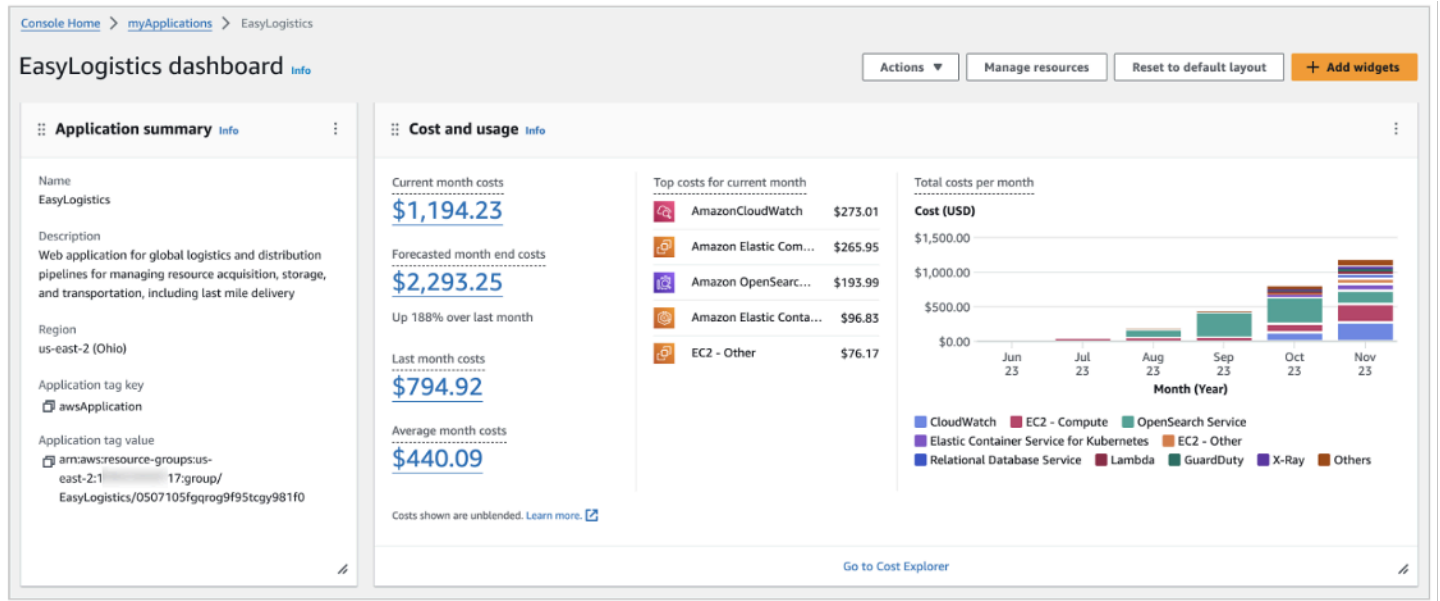 Console Home > myApplications > EasyLogistics
EasyLogistics dashboard Info
Actions ▼
Manage resources
Reset to default layout
+ Add widgets
Application summary Info
Name
EasyLogistics
Description
Web application for global logistics and distribution
pipelines for managing resource acquisition, storage,
and transportation, including last mile delivery
Region
us-east-2 (Ohio)
Application tag key
awsApplication
Application tag value
arn:aws:resource-groups:us-
east-2:1 17:group/
EasyLogistics/0507105fgqrog9f95tcgy981f0
Cost and usage Info
Current month costs
$1,194.23
Forecasted month end costs
$2,293.25
Up 188% over last month
Last month costs
$794.92
Average month costs
$440.09
Costs shown are unblended. Learn more.
Top costs for current month
AmazonCloudWatch $273.01
Amazon Elastic Com... $265.95
Amazon OpenSearc... $193.99
Amazon Elastic Conta... $96.83
EC2 - Other $76.17
Total costs per month
Cost (USD)
$1,500.00
$1,000.00
$500.00
$0.00
Jun Jul Aug Sep Oct Nov
23 23 23 23 23 23
Month (Year)
CloudWatch EC2 - Compute OpenSearch Service
Elastic Container Service for Kubernetes EC2 - Other
Relational Database Service Lambda GuardDuty X-Ray Others
Go to Cost Explorer